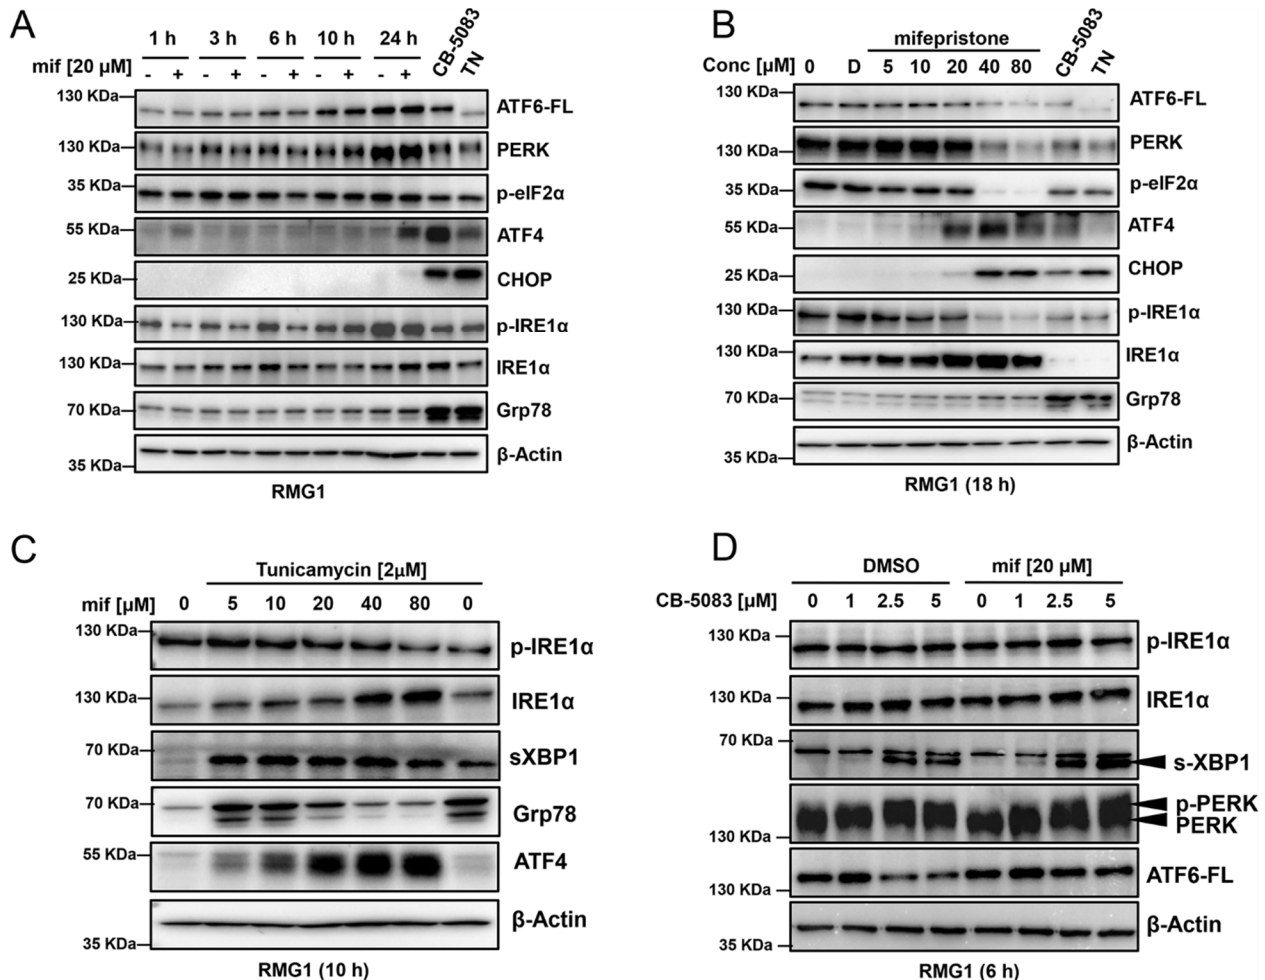 A
1 h 3 h 6 h 10 h 24 h CB-5083 TN
mif [20 µM] - + - + - + - + - +
130 KDa ATF6-FL
130 KDa PERK
35 KDa p-eIF2α
55 KDa ATF4
25 KDa CHOP
130 KDa p-IRE1α
130 KDa IRE1α
70 KDa Grp78
35 KDa β-Actin
RMG1
B
mifepristone CB-5083 TN
Conc [µM] 0 D 5 10 20 40 80
130 KDa ATF6-FL
130 KDa PERK
35 KDa p-eIF2α
55 KDa ATF4
25 KDa CHOP
130 KDa p-IRE1α
130 KDa IRE1α
70 KDa Grp78
35 KDa β-Actin
RMG1 (18 h)
C
Tunicamycin [2µM]
mif [µM] 0 5 10 20 40 80 0
130 KDa p-IRE1α
130 KDa IRE1α
70 KDa sXBP1
70 KDa Grp78
55 KDa ATF4
35 KDa β-Actin
RMG1 (10 h)
D
DMSO mif [20 µM]
CB-5083 [µM] 0 1 2.5 5 0 1 2.5 5
130 KDa p-IRE1α
130 KDa IRE1α
70 KDa s-XBP1
p-PERK
130 KDa PERK
130 KDa ATF6-FL
35 KDa β-Actin
RMG1 (6 h)